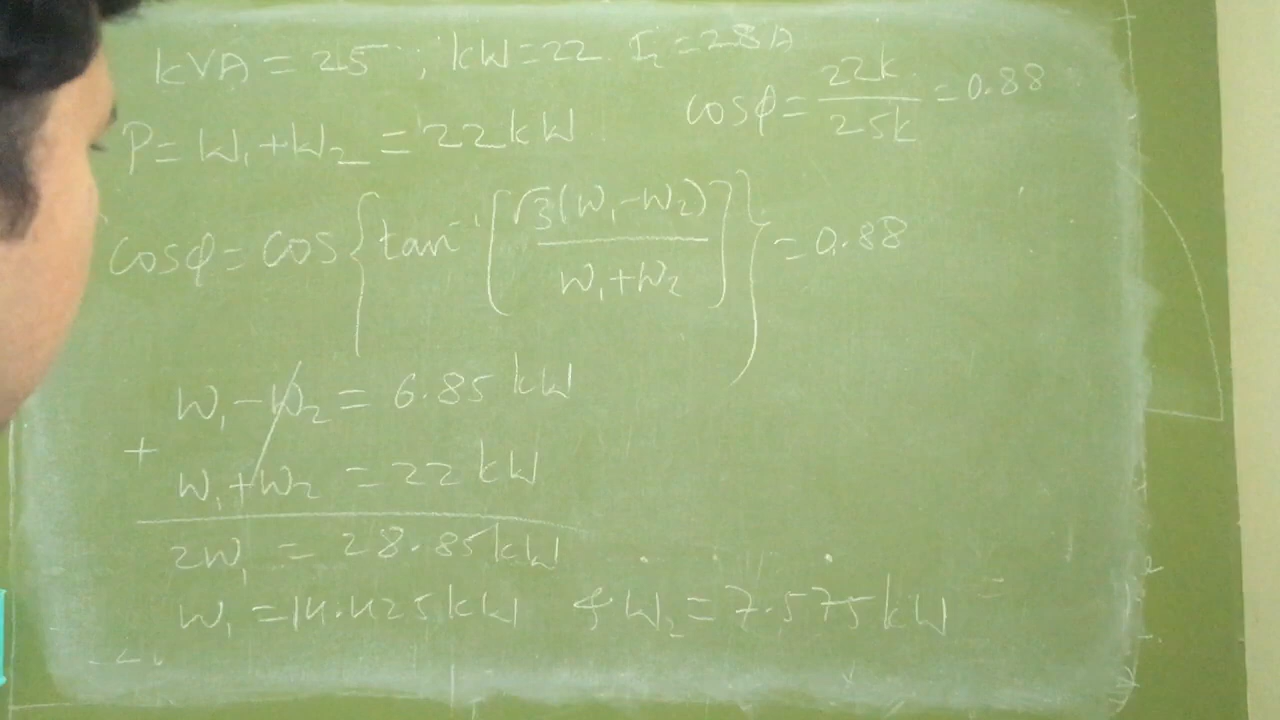 kVA = 25 ; kW = 22 I₂ = 28A
cosφ = 22k / 25k = 0.88
P = W₁ + W₂ = 22 kW
cosφ = cos { tan⁻¹ [ √3(W₁-W₂) / W₁+W₂ ] } = 0.88
W₁ - W₂ = 6.85 kW
+
W₁ + W₂ = 22 kW
2W₁ = 28.85 kW
W₁ = 14.425 kW & W₂ = 7.575 kW